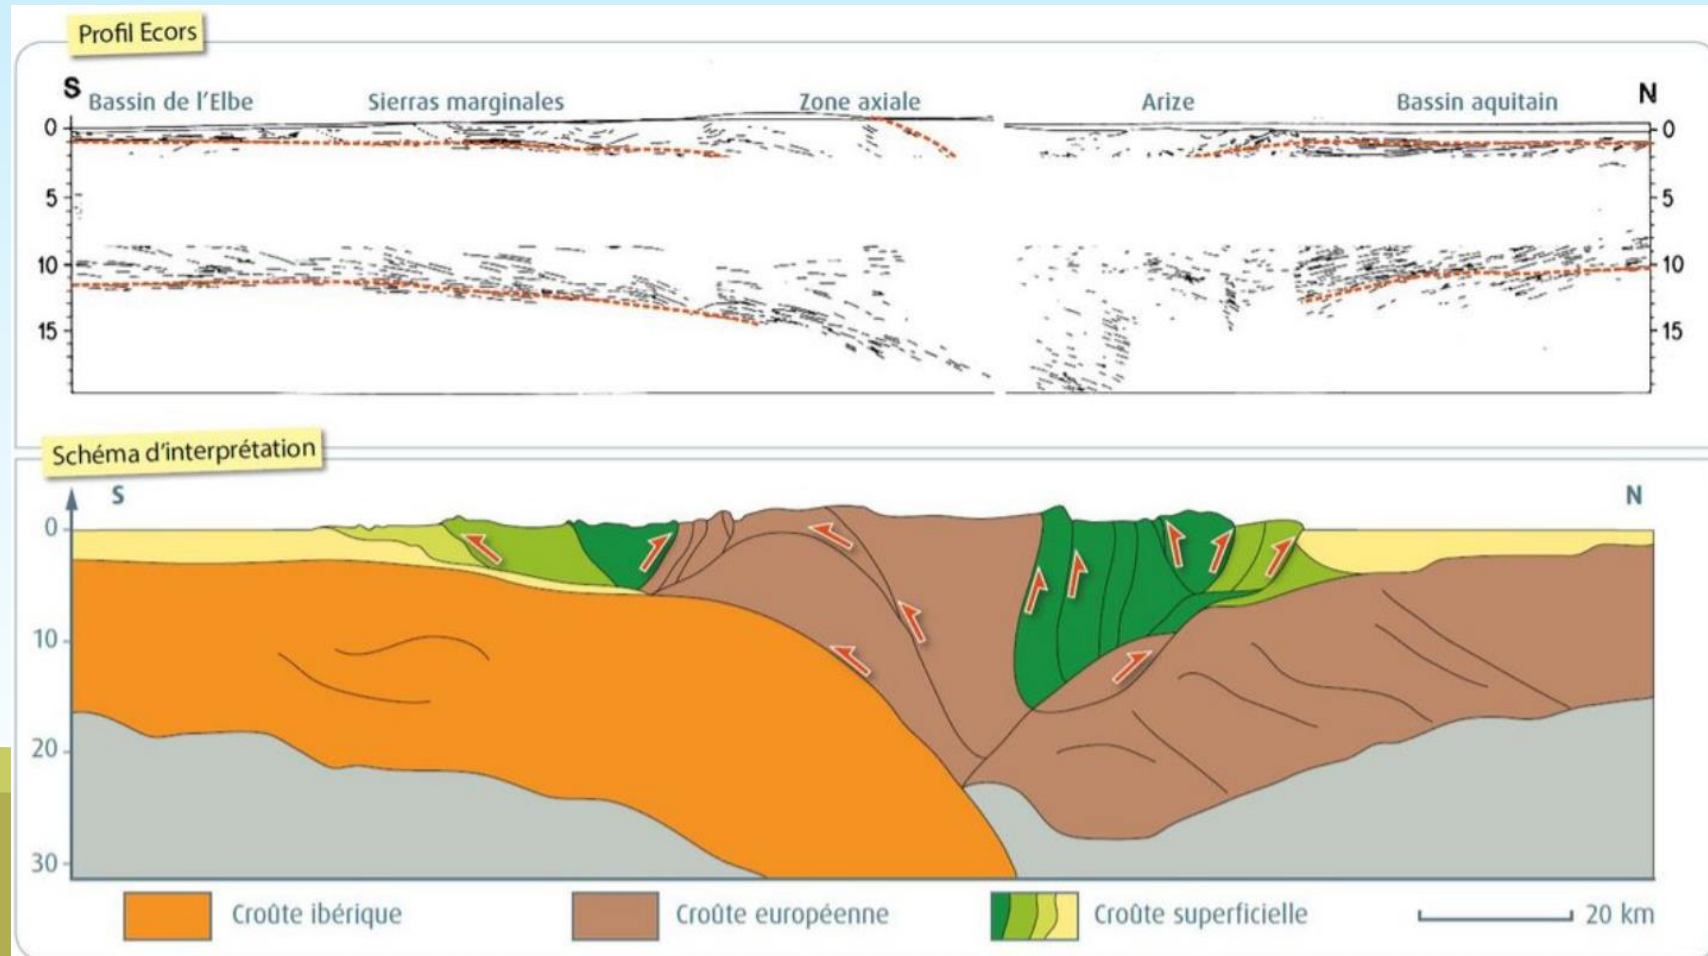 Profil Ecors
S
N
Bassin de l'Elbe Sierras marginales Zone axiale Arize Bassin aquitain
0 0
5 5
10 10
15 15
Schéma d'interprétation
S N
0
10
20
30
Croûte ibérique Croûte européenne Croûte superficielle 20 km